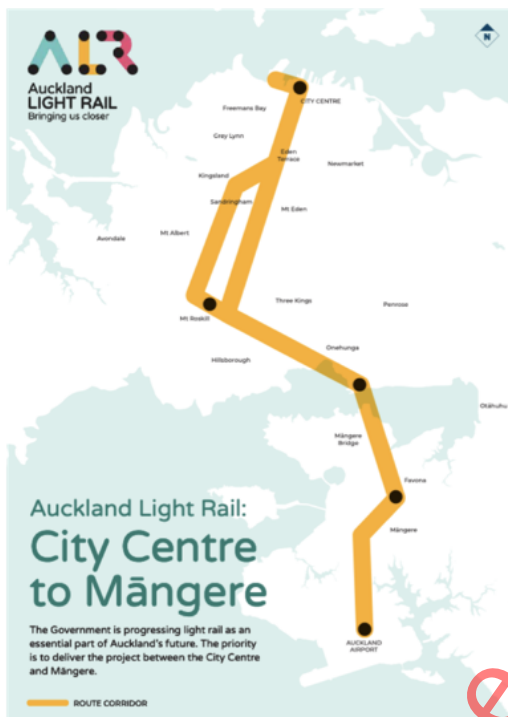 ALR
Auckland
LIGHT RAIL
Bringing us closer
N
CITY CENTRE
Freemans Bay
Grey Lynn
Eden
Terrace
Newmarket
Kingsland
Sandringham
Mt Eden
Mt Albert
Avondale
Three Kings
Penrose
Mt Roskill
Onehunga
Hillsborough
Otāhuhu
Māngere
Bridge
Favona
Māngere
AUCKLAND
AIRPORT
Auckland Light Rail:
City Centre
to Māngere
The Government is progressing light rail as an
essential part of Auckland's future. The priority
is to deliver the project between the City Centre
and Māngere.
ROUTE CORRIDOR